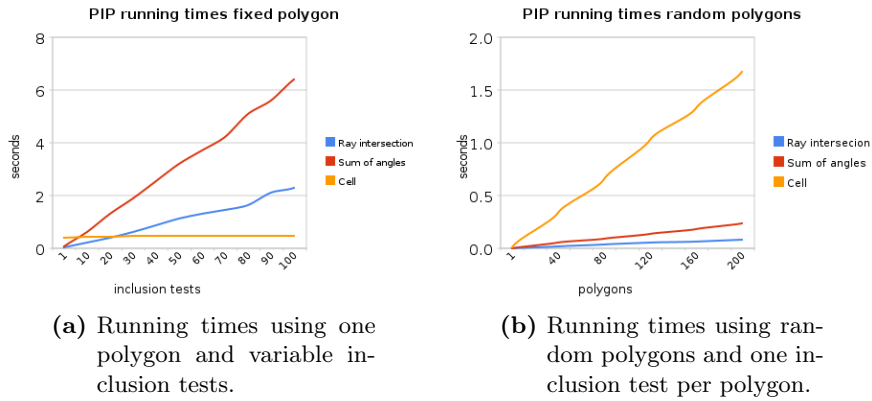 PIP running times fixed polygon
8
6
4
2
0
seconds
1 10 20 30 40 50 60 70 80 90 100
inclusion tests
Ray intersection
Sum of angles
Cell
(a) Running times using one
polygon and variable in-
clusion tests.
PIP running times random polygons
2.0
1.5
1.0
0.5
0.0
seconds
1 40 80 120 160 200
polygons
Ray intersecion
Sum of angles
Cell
(b) Running times using ran-
dom polygons and one in-
clusion test per polygon.